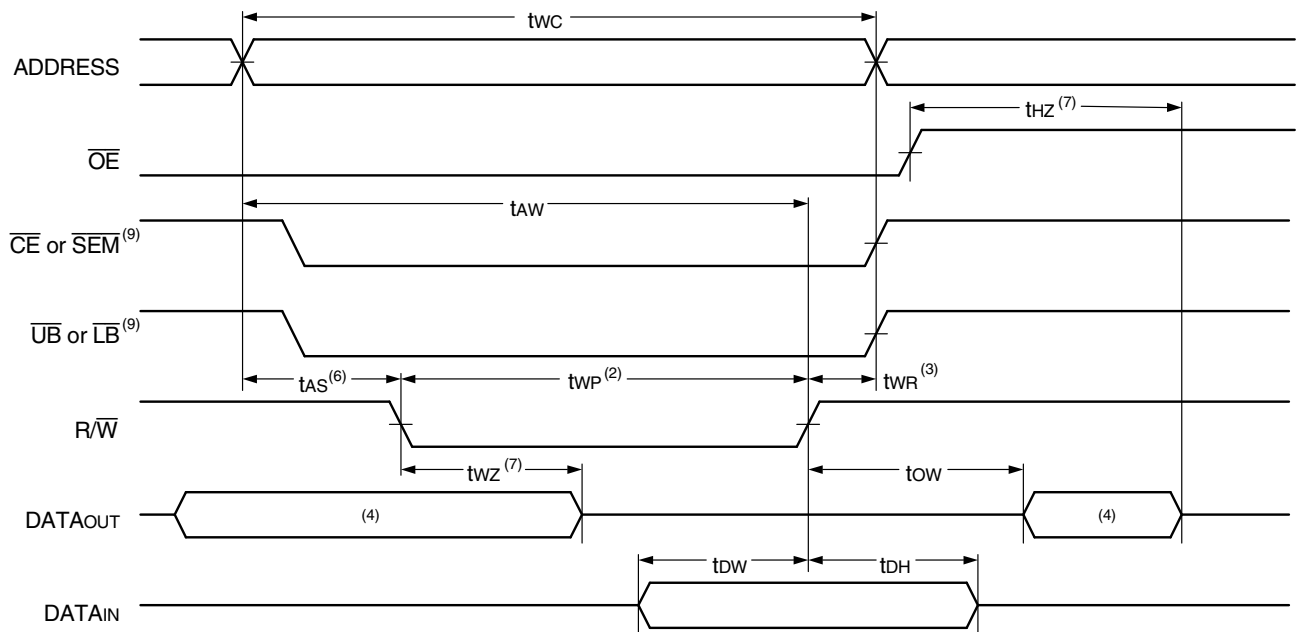 tWC
ADDRESS
tHZ (7)
OE
tAW
CE or SEM (9)
UB or LB (9)
tAS (6)
tWP (2)
tWR (3)
R/W
tWZ (7)
tOW
DATAOUT
(4)
(4)
tDW
tDH
DATAIN